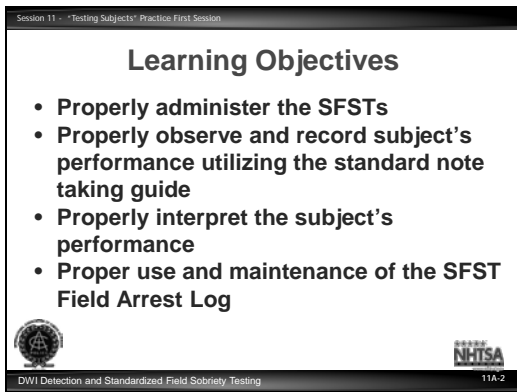 Session 11 - "Testing Subjects" Practice First Session
Learning Objectives
• Properly administer the SFSTs
• Properly observe and record subject's
performance utilizing the standard note
taking guide
• Properly interpret the subject's
performance
• Proper use and maintenance of the SFST
Field Arrest Log
NHTSA
DWI Detection and Standardized Field Sobriety Testing
11A-2